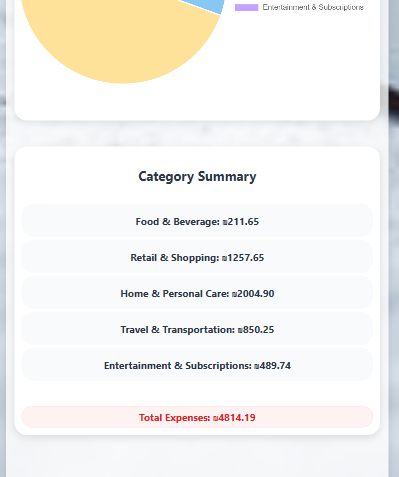 Entertainment & Subscriptions
Category Summary
Food & Beverage: ₪211.65
Retail & Shopping: ₪1257.65
Home & Personal Care: ₪2004.90
Travel & Transportation: ₪850.25
Entertainment & Subscriptions: ₪489.74
Total Expenses: ₪4814.19